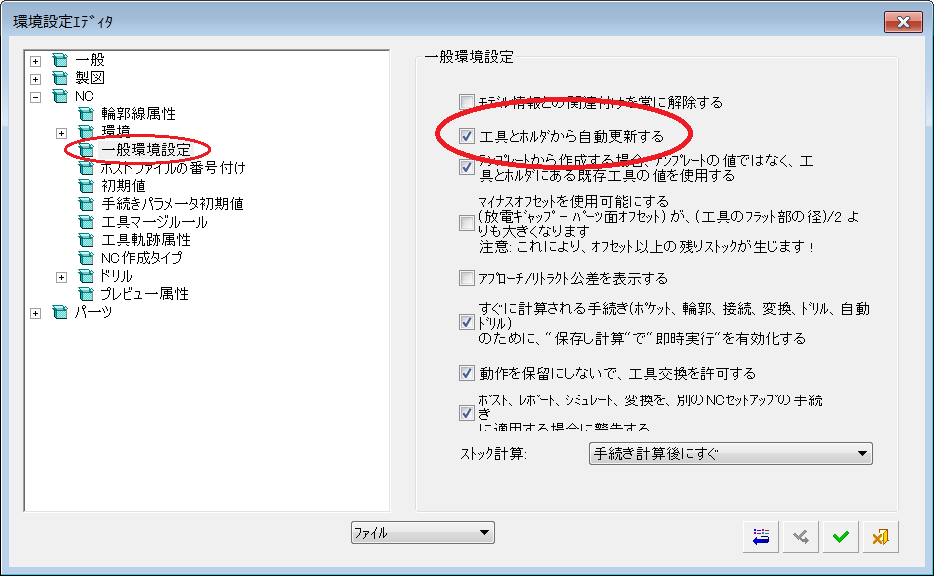 環境設定エディタ
一般
製図
NC
輪郭線属性
環境
一般環境設定
ポストファイルの番号付け
初期値
手続きパラメータ初期値
工具マージルール
工具軌跡属性
NC作成タイプ
ドリル
プレビュー属性
パーツ
一般環境設定
モデル情報との関連付けを常に解除する
工具とホルダから自動更新する
テンプレートから作成する場合、テンプレートの値ではなく、工
具とホルダにある既存工具の値を使用する
マイナスオフセットを使用可能にする
(放電ギャップ - パーツ面オフセット) が、(工具のフラット部の径)/2 よ
りも大きくなります
注意: これにより、オフセット以上の残りストックが生じます！
アプローチ/リトラクト公差を表示する
すぐに計算される手続き(ポケット、輪郭、接続、変換、ドリル、自動
ドリル)
のために、“保存し計算“で“即時実行“を有効化する
動作を保留にしないで、工具交換を許可する
ポスト、レポート、シミュレート、変換を、別のNCセットアップの手続
き
に適用する場合に警告する
ストック計算:
手続き計算後にすぐ
ファイル